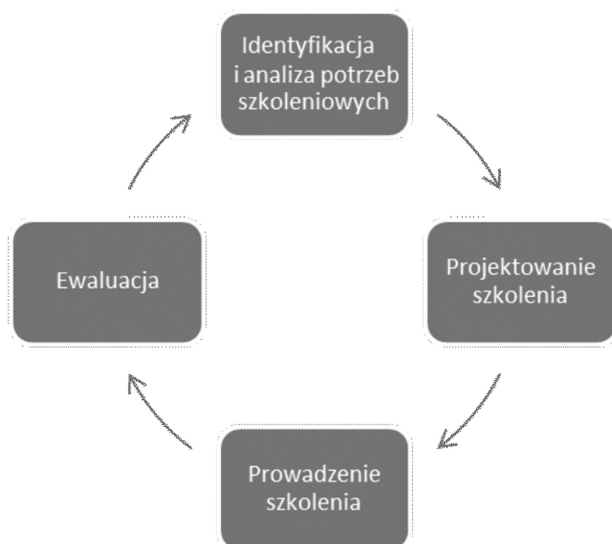 Identyfikacja
i analiza potrzeb
szkoleniowych
Ewaluacja
Projektowanie
szkolenia
Prowadzenie
szkolenia